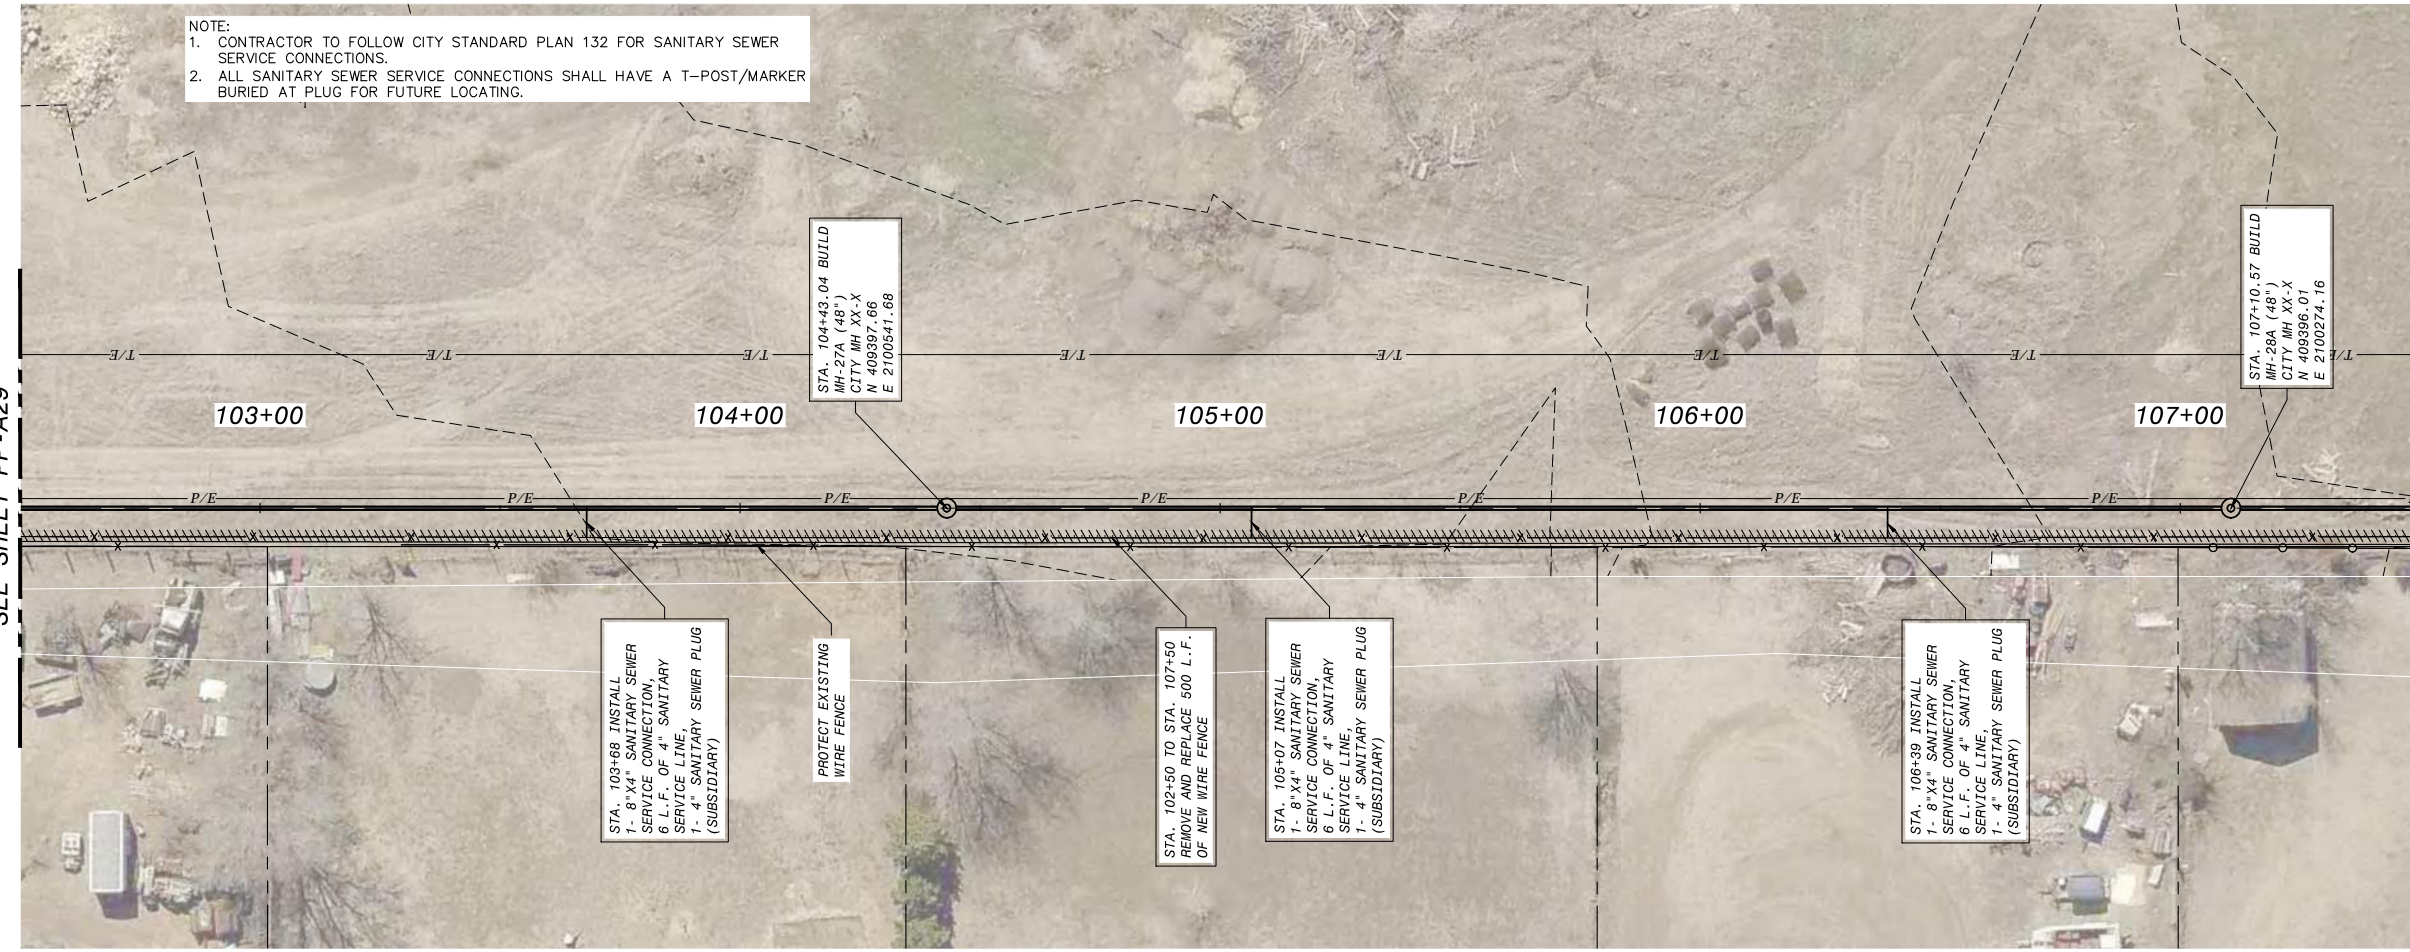 NOTE:
1. CONTRACTOR TO FOLLOW CITY STANDARD PLAN 132 FOR SANITARY SEWER
SERVICE CONNECTIONS.
2. ALL SANITARY SEWER SERVICE CONNECTIONS SHALL HAVE A T-POST/MARKER
BURIED AT PLUG FOR FUTURE LOCATING.
STA. 104+43.04 BUILD
MH-27A (48")
CITY MH XX-X
N 409397.66
E 2100541.68
STA. 107+10.57 BUILD
MH-28A (48")
CITY MH XX-X
N 409396.01
E 2100274.16
T/E T/E T/E T/E T/E T/E T/E T/E
103+00 104+00 105+00 106+00 107+00
P/E P/E P/E P/E P/E P/E P/E
STA. 103+68 INSTALL
1- 8"X4" SANITARY SEWER
SERVICE CONNECTION,
6 L.F. OF 4" SANITARY
SERVICE LINE,
1- 4" SANITARY SEWER PLUG
(SUBSIDIARY)
PROTECT EXISTING
WIRE FENCE
STA. 102+50 TO STA. 107+50
REMOVE AND REPLACE 500 L.F.
OF NEW WIRE FENCE
STA. 105+07 INSTALL
1- 8"X4" SANITARY SEWER
SERVICE CONNECTION,
6 L.F. OF 4" SANITARY
SERVICE LINE,
1- 4" SANITARY SEWER PLUG
(SUBSIDIARY)
STA. 106+39 INSTALL
1- 8"X4" SANITARY SEWER
SERVICE CONNECTION,
6 L.F. OF 4" SANITARY
SERVICE LINE,
1- 4" SANITARY SEWER PLUG
(SUBSIDIARY)